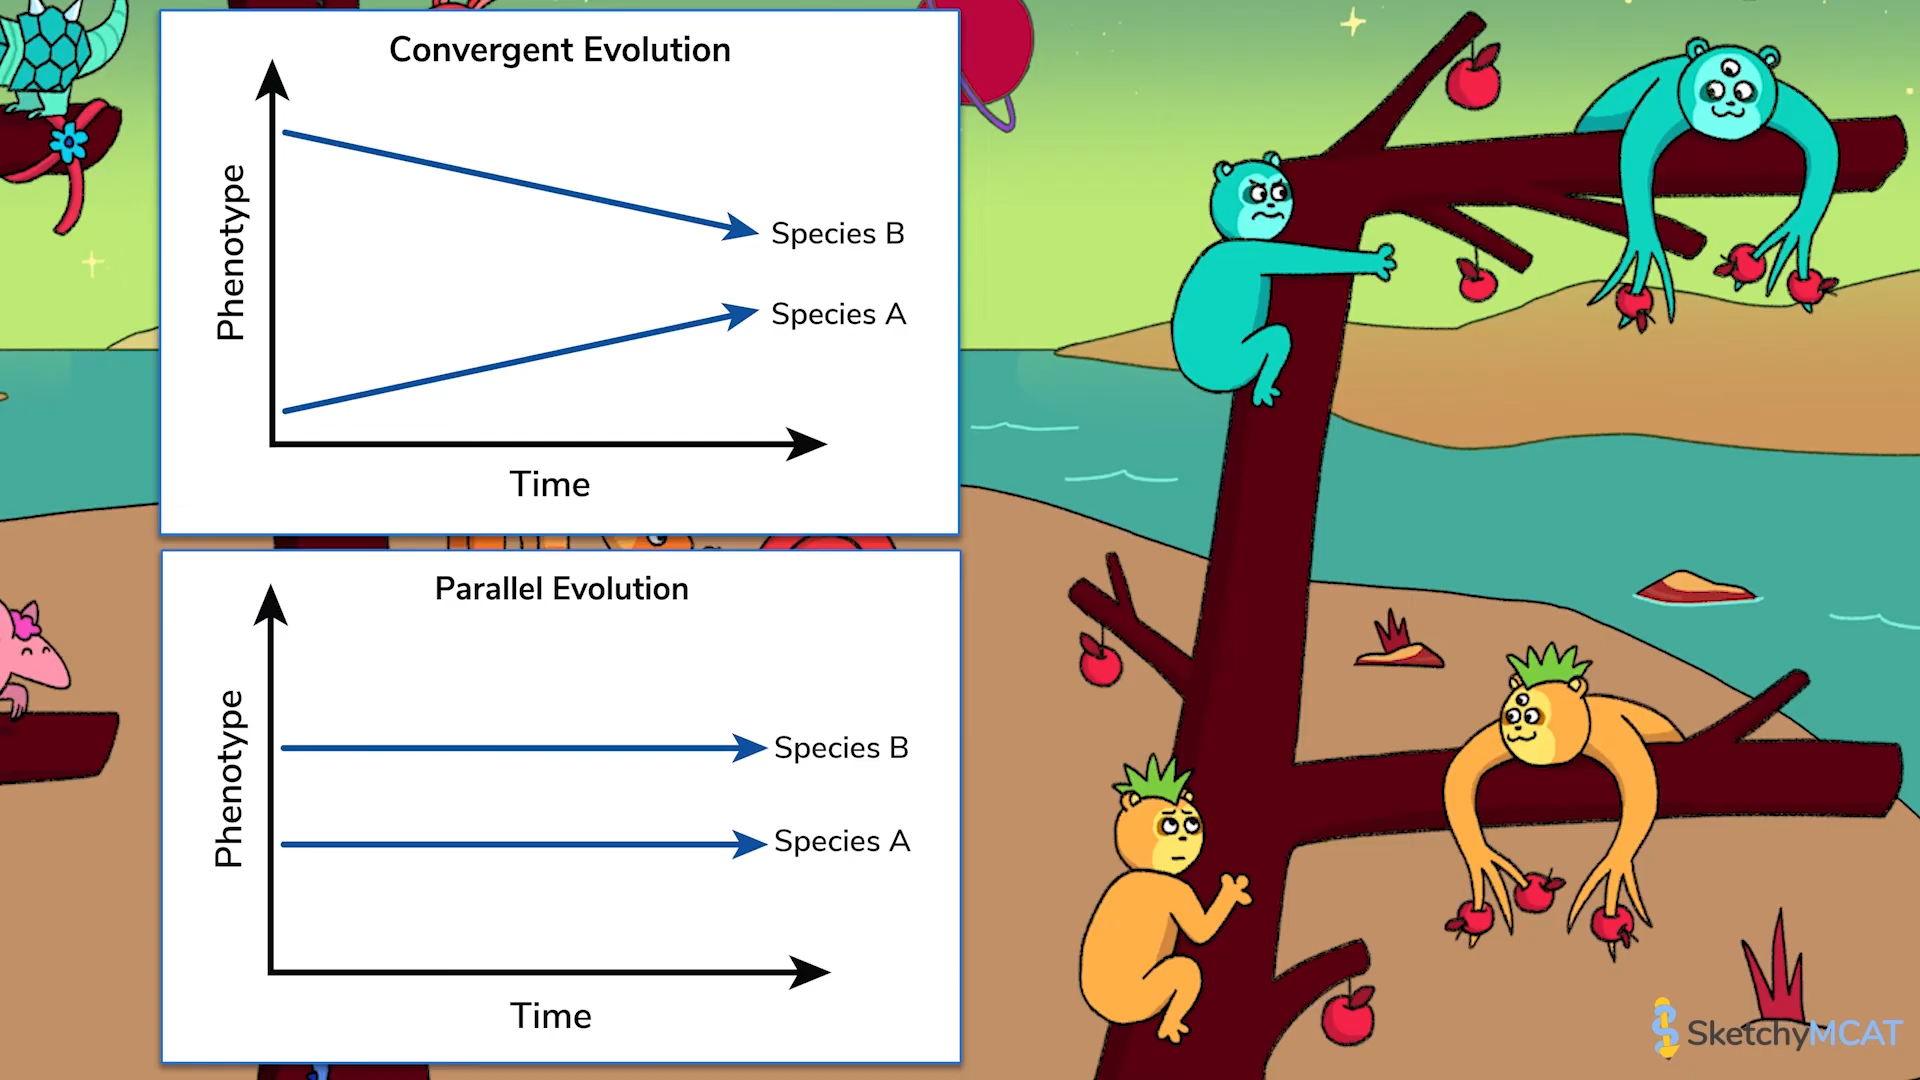 Convergent Evolution
Phenotype
Species B
Species A
Time
Parallel Evolution
Phenotype
Species B
Species A
Time
SketchyMCAT